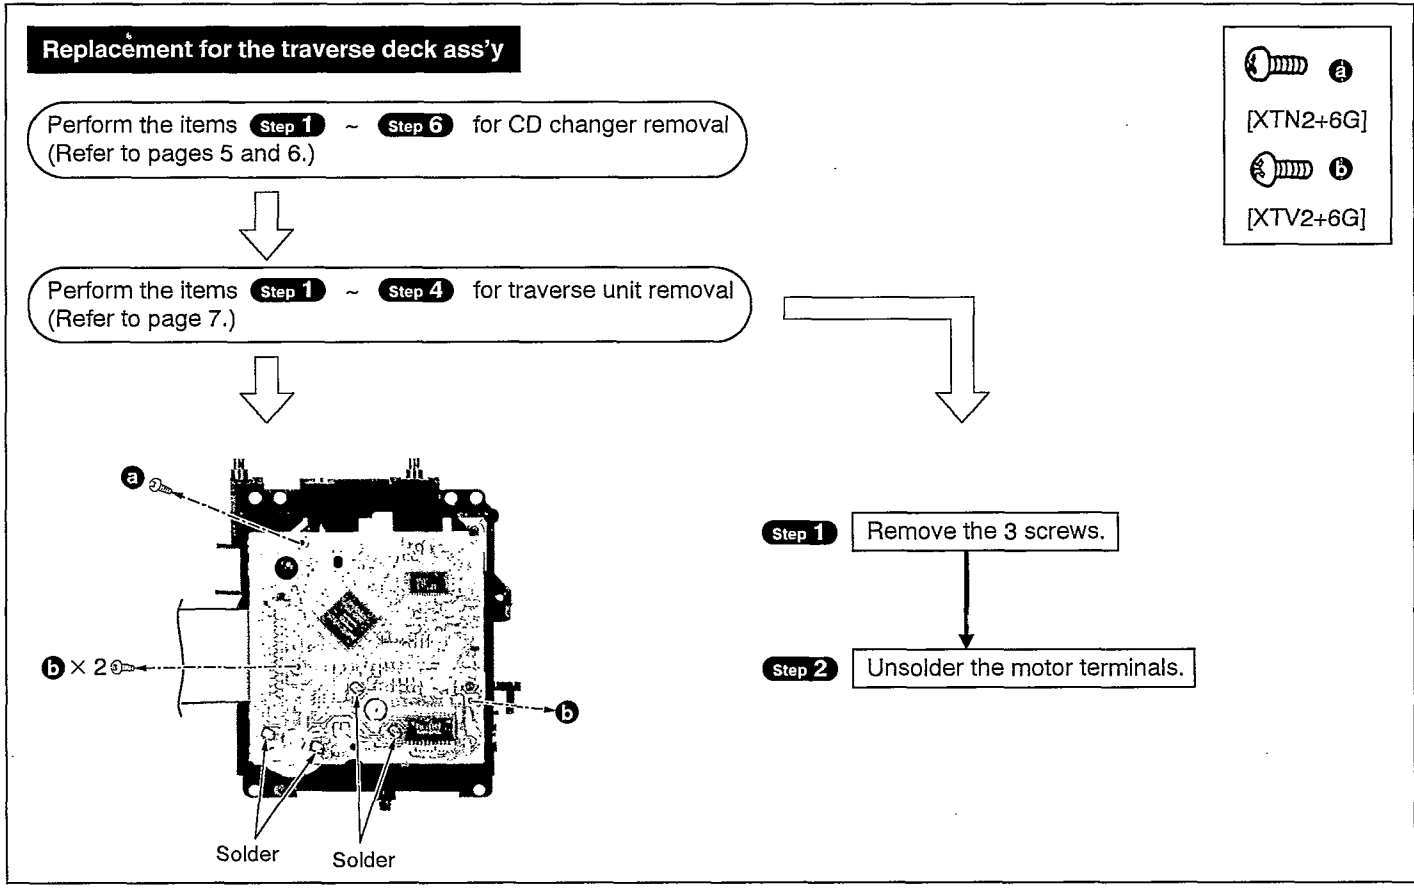 Replacement for the traverse deck ass'y
Perform the items Step 1 ~ Step 6 for CD changer removal
(Refer to pages 5 and 6.)
Perform the items Step 1 ~ Step 4 for traverse unit removal
(Refer to page 7.)
a
[XTN2+6G]
b
[XTV2+6G]
a
b × 2
b
Solder
Solder
Step 1 Remove the 3 screws.
Step 2 Unsolder the motor terminals.